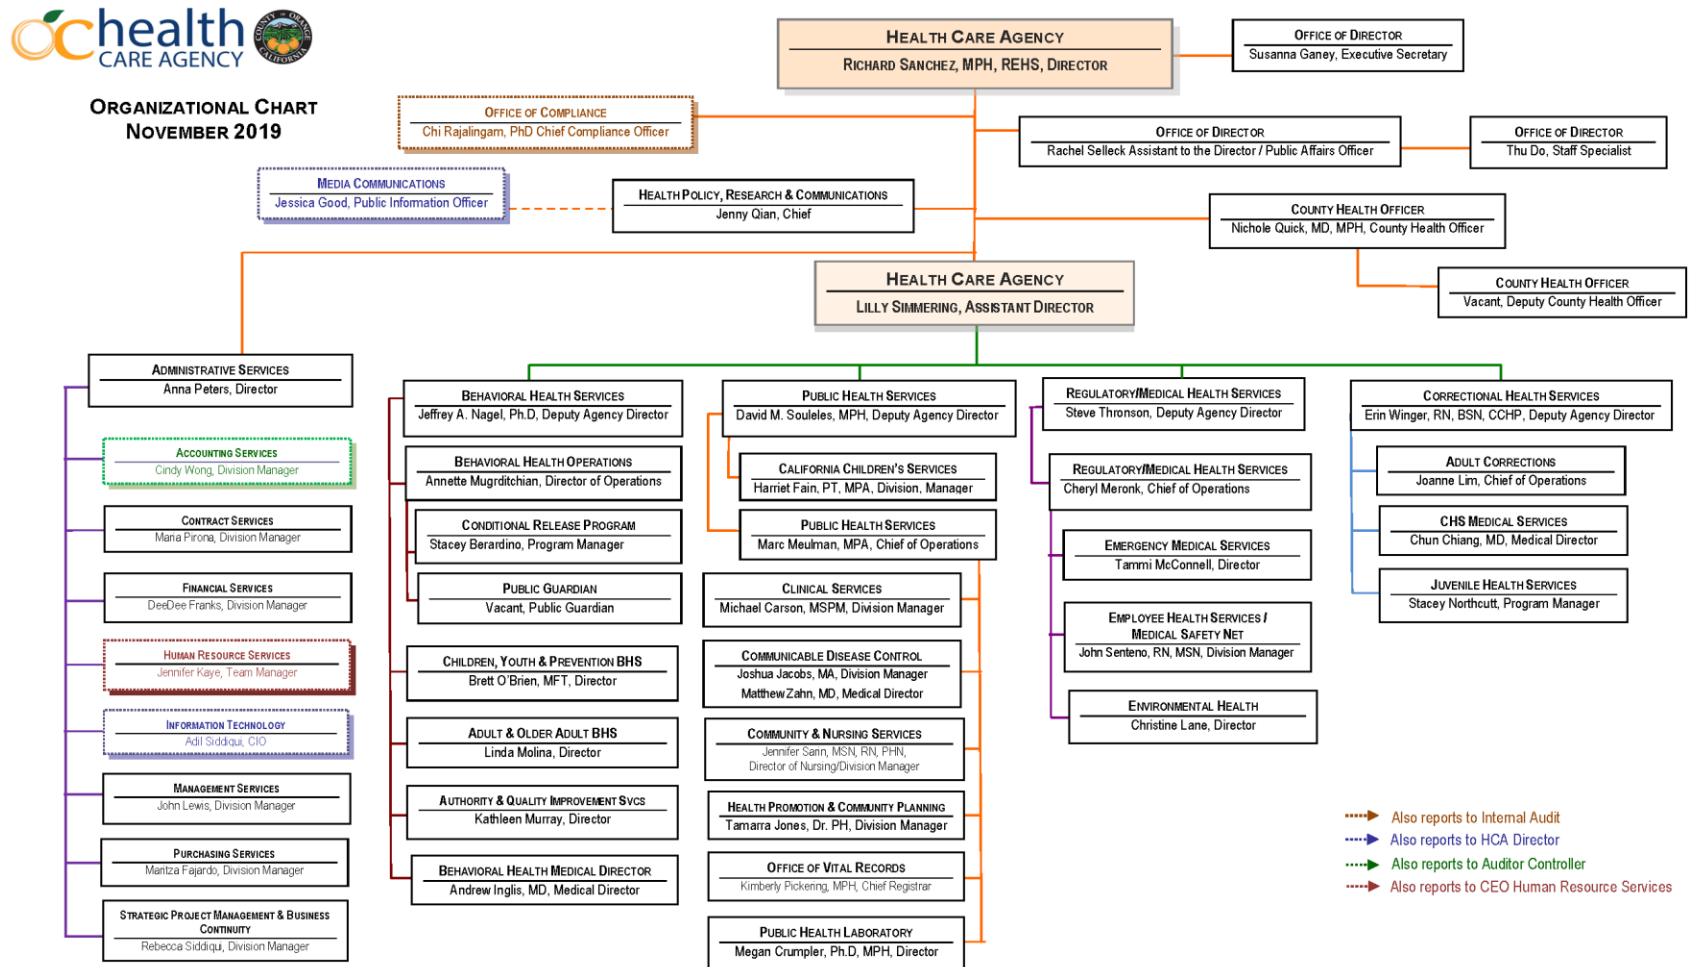 OChealth
CARE AGENCY
COUNTY OF ORANGE
CALIFORNIA
ORGANIZATIONAL CHART
NOVEMBER 2019
HEALTH CARE AGENCY
RICHARD SANCHEZ, MPH, REHS, DIRECTOR
OFFICE OF DIRECTOR
Susanna Ganey, Executive Secretary
OFFICE OF COMPLIANCE
Chi Rajalingam, PhD Chief Compliance Officer
OFFICE OF DIRECTOR
Rachel Selleck Assistant to the Director / Public Affairs Officer
OFFICE OF DIRECTOR
Thu Do, Staff Specialist
MEDIA COMMUNICATIONS
Jessica Good, Public Information Officer
HEALTH POLICY, RESEARCH & COMMUNICATIONS
Jenny Qian, Chief
COUNTY HEALTH OFFICER
Nichole Quick, MD, MPH, County Health Officer
COUNTY HEALTH OFFICER
Vacant, Deputy County Health Officer
HEALTH CARE AGENCY
LILLY SIMMERING, ASSISTANT DIRECTOR
ADMINISTRATIVE SERVICES
Anna Peters, Director
ACCOUNTING SERVICES
Cindy Wong, Division Manager
CONTRACT SERVICES
Maria Pirona, Division Manager
FINANCIAL SERVICES
DeeDee Franks, Division Manager
HUMAN RESOURCE SERVICES
Jennifer Kaye, Team Manager
INFORMATION TECHNOLOGY
Adil Siddiqui, CIO
MANAGEMENT SERVICES
John Lewis, Division Manager
PURCHASING SERVICES
Maritza Fajardo, Division Manager
STRATEGIC PROJECT MANAGEMENT & BUSINESS
CONTINUITY
Rebecca Siddiqui, Division Manager
BEHAVIORAL HEALTH SERVICES
Jeffrey A. Nagel, Ph.D, Deputy Agency Director
BEHAVIORAL HEALTH OPERATIONS
Annette Mugrditchian, Director of Operations
CONDITIONAL RELEASE PROGRAM
Stacey Berardino, Program Manager
PUBLIC GUARDIAN
Vacant, Public Guardian
CHILDREN, YOUTH & PREVENTION BHS
Brett O'Brien, MFT, Director
ADULT & OLDER ADULT BHS
Linda Molina, Director
AUTHORITY & QUALITY IMPROVEMENT SVCS
Kathleen Murray, Director
BEHAVIORAL HEALTH MEDICAL DIRECTOR
Andrew Inglis, MD, Medical Director
PUBLIC HEALTH SERVICES
David M. Souleles, MPH, Deputy Agency Director
CALIFORNIA CHILDREN'S SERVICES
Harriet Fain, PT, MPA, Division, Manager
PUBLIC HEALTH SERVICES
Marc Meulman, MPA, Chief of Operations
CLINICAL SERVICES
Michael Carson, MSPM, Division Manager
COMMUNICABLE DISEASE CONTROL
Joshua Jacobs, MA, Division Manager
Matthew Zahn, MD, Medical Director
COMMUNITY & NURSING SERVICES
Jennifer Sarin, MSN, RN, PHN,
Director of Nursing/Division Manager
HEALTH PROMOTION & COMMUNITY PLANNING
Tamarra Jones, Dr. PH, Division Manager
OFFICE OF VITAL RECORDS
Kimberly Pickering, MPH, Chief Registrar
PUBLIC HEALTH LABORATORY
Megan Crumpler, Ph.D, MPH, Director
REGULATORY/MEDICAL HEALTH SERVICES
Steve Thronson, Deputy Agency Director
REGULATORY/MEDICAL HEALTH SERVICES
Cheryl Meronk, Chief of Operations
EMERGENCY MEDICAL SERVICES
Tammi McConnell, Director
EMPLOYEE HEALTH SERVICES /
MEDICAL SAFETY NET
John Senteno, RN, MSN, Division Manager
ENVIRONMENTAL HEALTH
Christine Lane, Director
CORRECTIONAL HEALTH SERVICES
Erin Winger, RN, BSN, CCHP, Deputy Agency Director
ADULT CORRECTIONS
Joanne Lim, Chief of Operations
CHS MEDICAL SERVICES
Chun Chiang, MD, Medical Director
JUVENILE HEALTH SERVICES
Stacey Northcutt, Program Manager
Also reports to Internal Audit
Also reports to HCA Director
Also reports to Auditor Controller
Also reports to CEO Human Resource Services